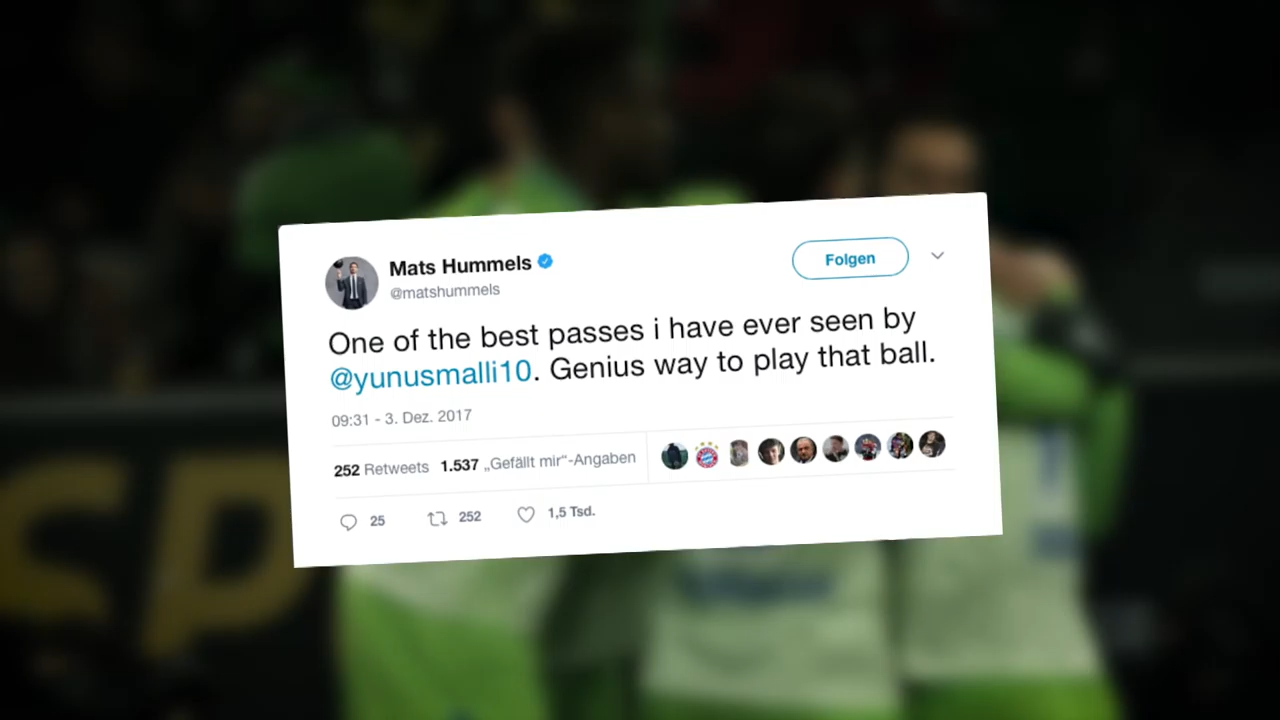 Mats Hummels
@matshummels
Folgen
One of the best passes i have ever seen by
@yunusmalli10. Genius way to play that ball.
09:31 - 3. Dez. 2017
252 Retweets 1.537 „Gefällt mir“-Angaben
25 252 1,5 Tsd.
SP